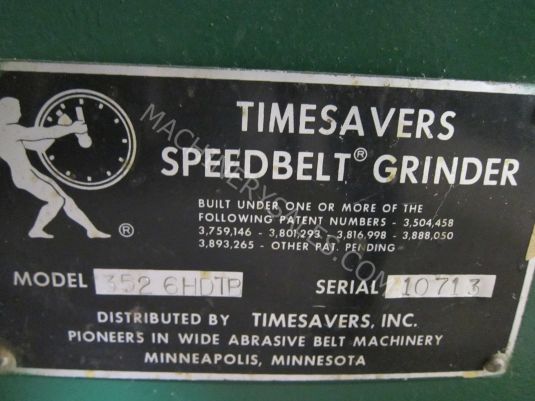 TIMESAVERS
SPEEDBELT® GRINDER
BUILT UNDER ONE OR MORE OF THE
FOLLOWING PATENT NUMBERS - 3,504,458
3,759,146 - 3,801,293 - 3,816,998 - 3,888,050
3,893,265 - OTHER PAT. PENDING
®
MODEL 352 6HDTP SERIAL 10713
DISTRIBUTED BY TIMESAVERS, INC.
PIONEERS IN WIDE ABRASIVE BELT MACHINERY
MINNEAPOLIS, MINNESOTA